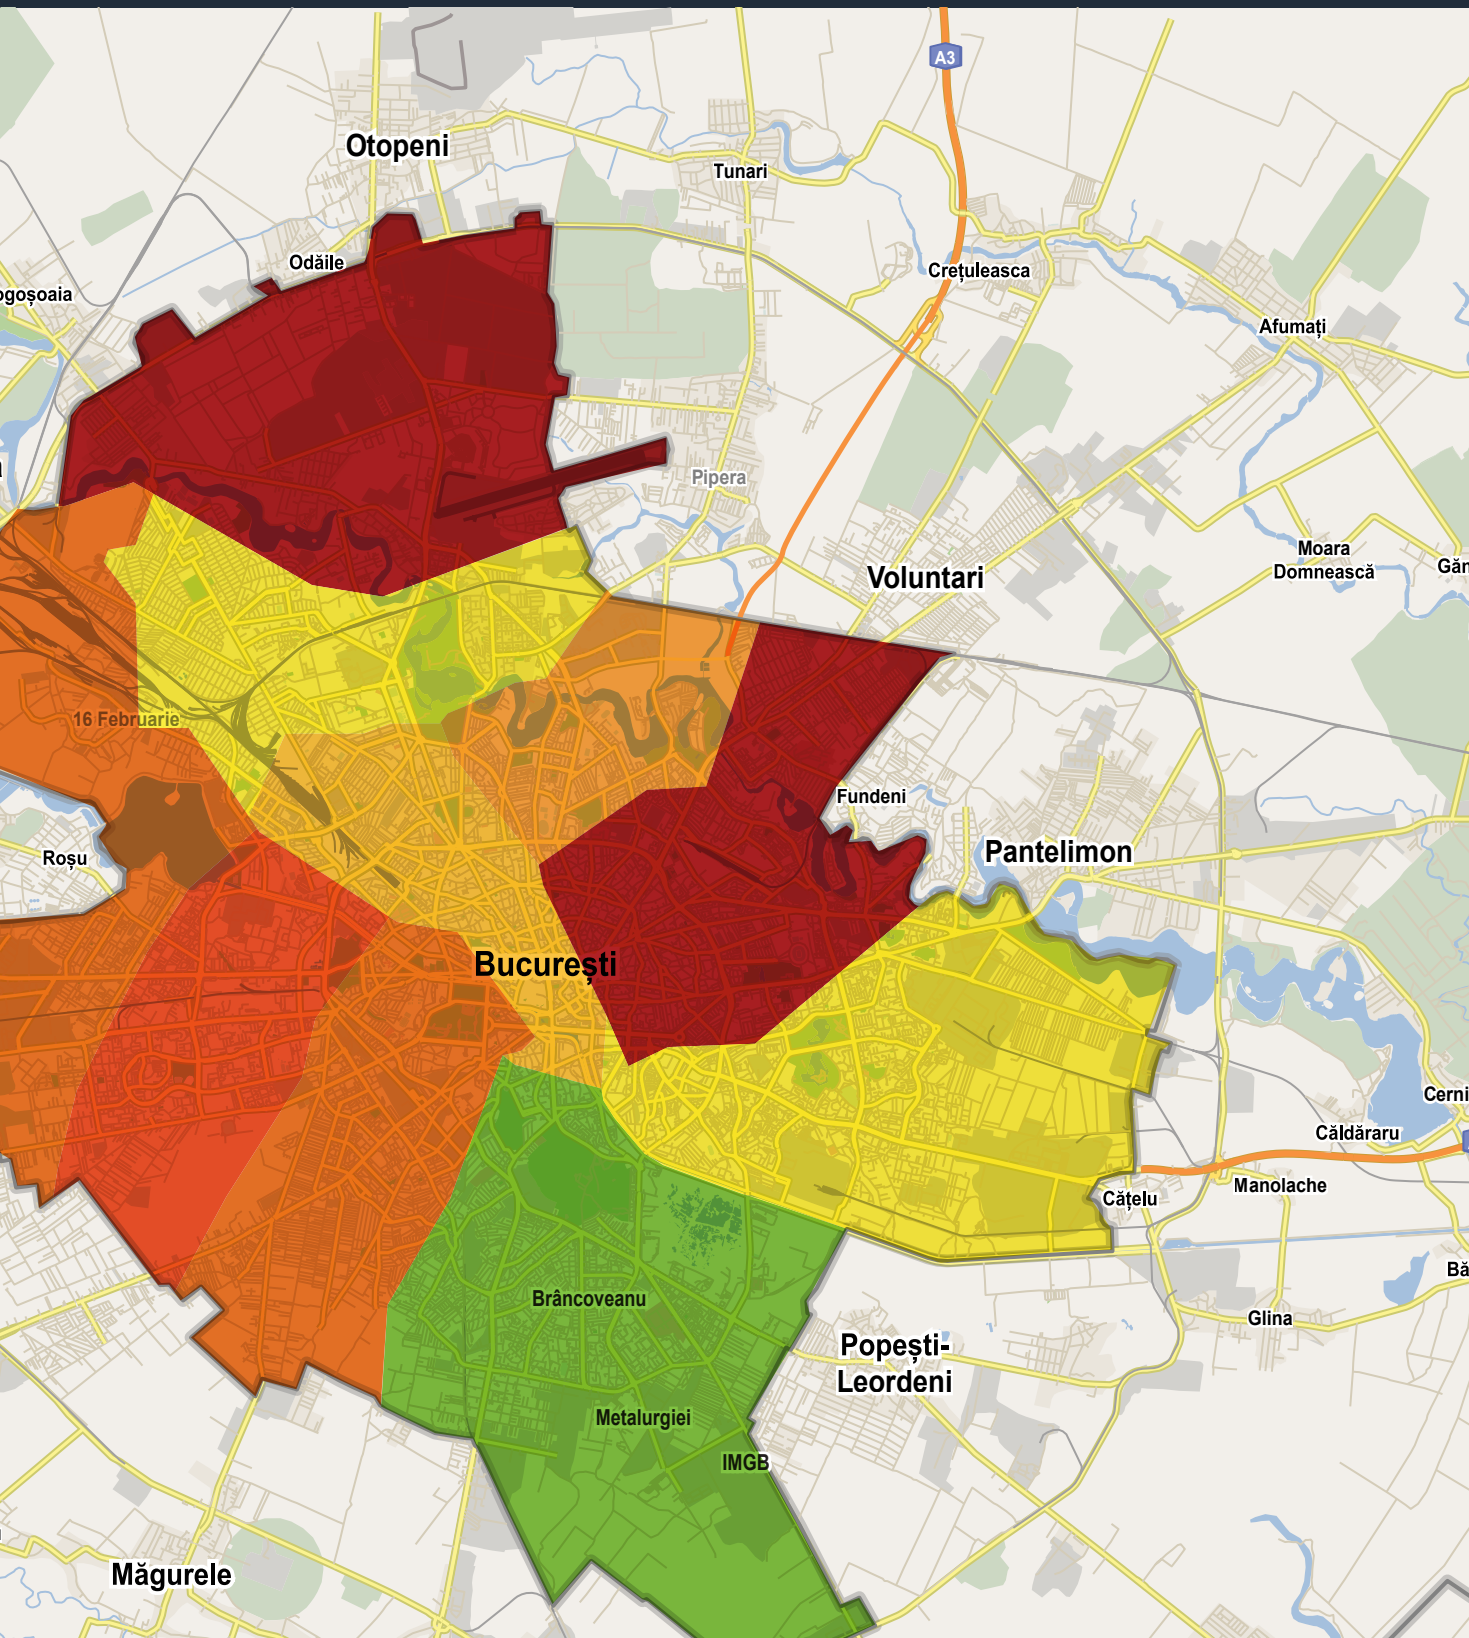 A3
Otopeni
Tunari
Odăile
Crețuleasca
ogoșoaia
Afumați
Pipera
Moara
Domnească
Găn
Voluntari
16 Februarie
Fundeni
Roșu
Pantelimon
București
Cerni
Căldăraru
Manolache
Cățelu
Bă
Brâncoveanu
Glina
Popești-
Leordeni
Metalurgiei
IMGB
Măgurele